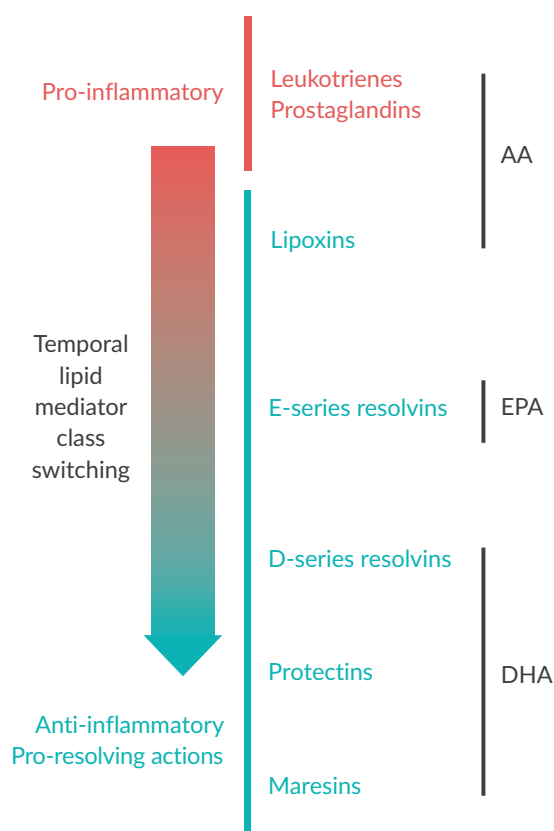 Pro-inflammatory
Leukotrienes
Prostaglandins
AA
Lipoxins
Temporal
lipid
mediator
class
switching
E-series resolvins
EPA
D-series resolvins
Protectins
DHA
Anti-inflammatory
Pro-resolving actions
Maresins